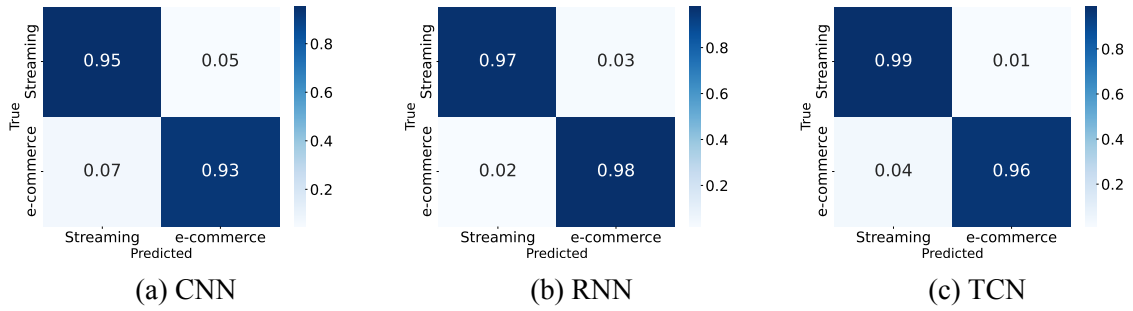 Streaming
e-commerce
True
0.95 0.05
0.07 0.93
Streaming e-commerce
Predicted
0.8
0.6
0.4
0.2
(a) CNN
Streaming
e-commerce
True
0.97 0.03
0.02 0.98
Streaming e-commerce
Predicted
0.8
0.6
0.4
0.2
(b) RNN
Streaming
e-commerce
True
0.99 0.01
0.04 0.96
Streaming e-commerce
Predicted
0.8
0.6
0.4
0.2
(c) TCN